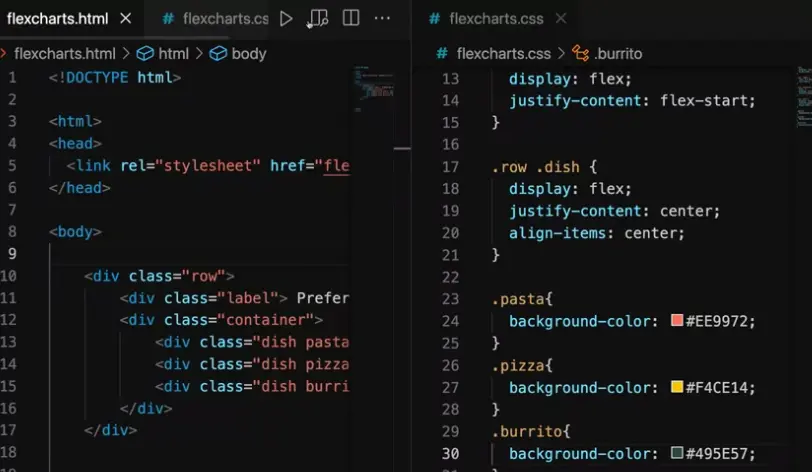 flexcharts.html
# flexcharts.cs
flexcharts.html > html > body
1 <!DOCTYPE html>
2
3 <html>
4 <head>
5 <link rel="stylesheet" href="fle
6 </head>
7
8 <body>
9
10 <div class="row">
11 <div class="label"> Prefer
12 <div class="container">
13 <div class="dish pasta
14 <div class="dish pizza
15 <div class="dish burri
16 </div>
17 </div>
18
# flexcharts.css
# flexcharts.css > .burrito
13 display: flex;
14 justify-content: flex-start;
15 }
16
17 .row .dish {
18 display: flex;
19 justify-content: center;
20 align-items: center;
21 }
22
23 .pasta{
24 background-color: #EE9972;
25 }
26 .pizza{
27 background-color: #F4CE14;
28 }
29 .burrito{
30 background-color: #495E57;
31 }